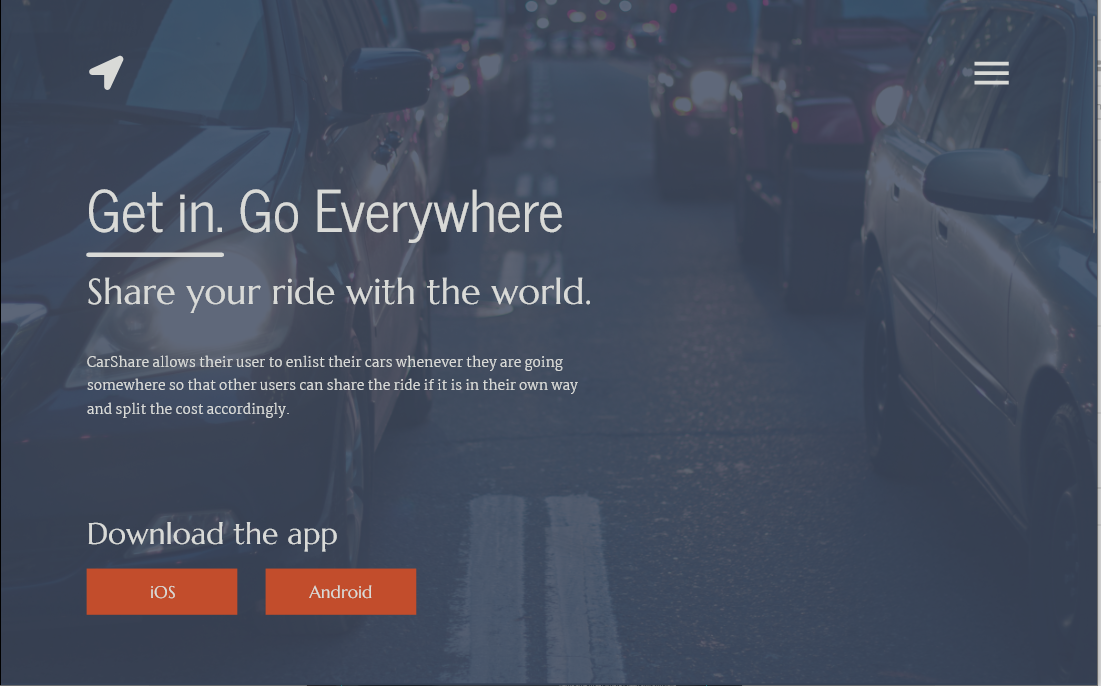 Get in. Go Everywhere
Share your ride with the world.
CarShare allows their user to enlist their cars whenever they are going
somewhere so that other users can share the ride if it is in their own way
and split the cost accordingly.
Download the app
iOS
Android